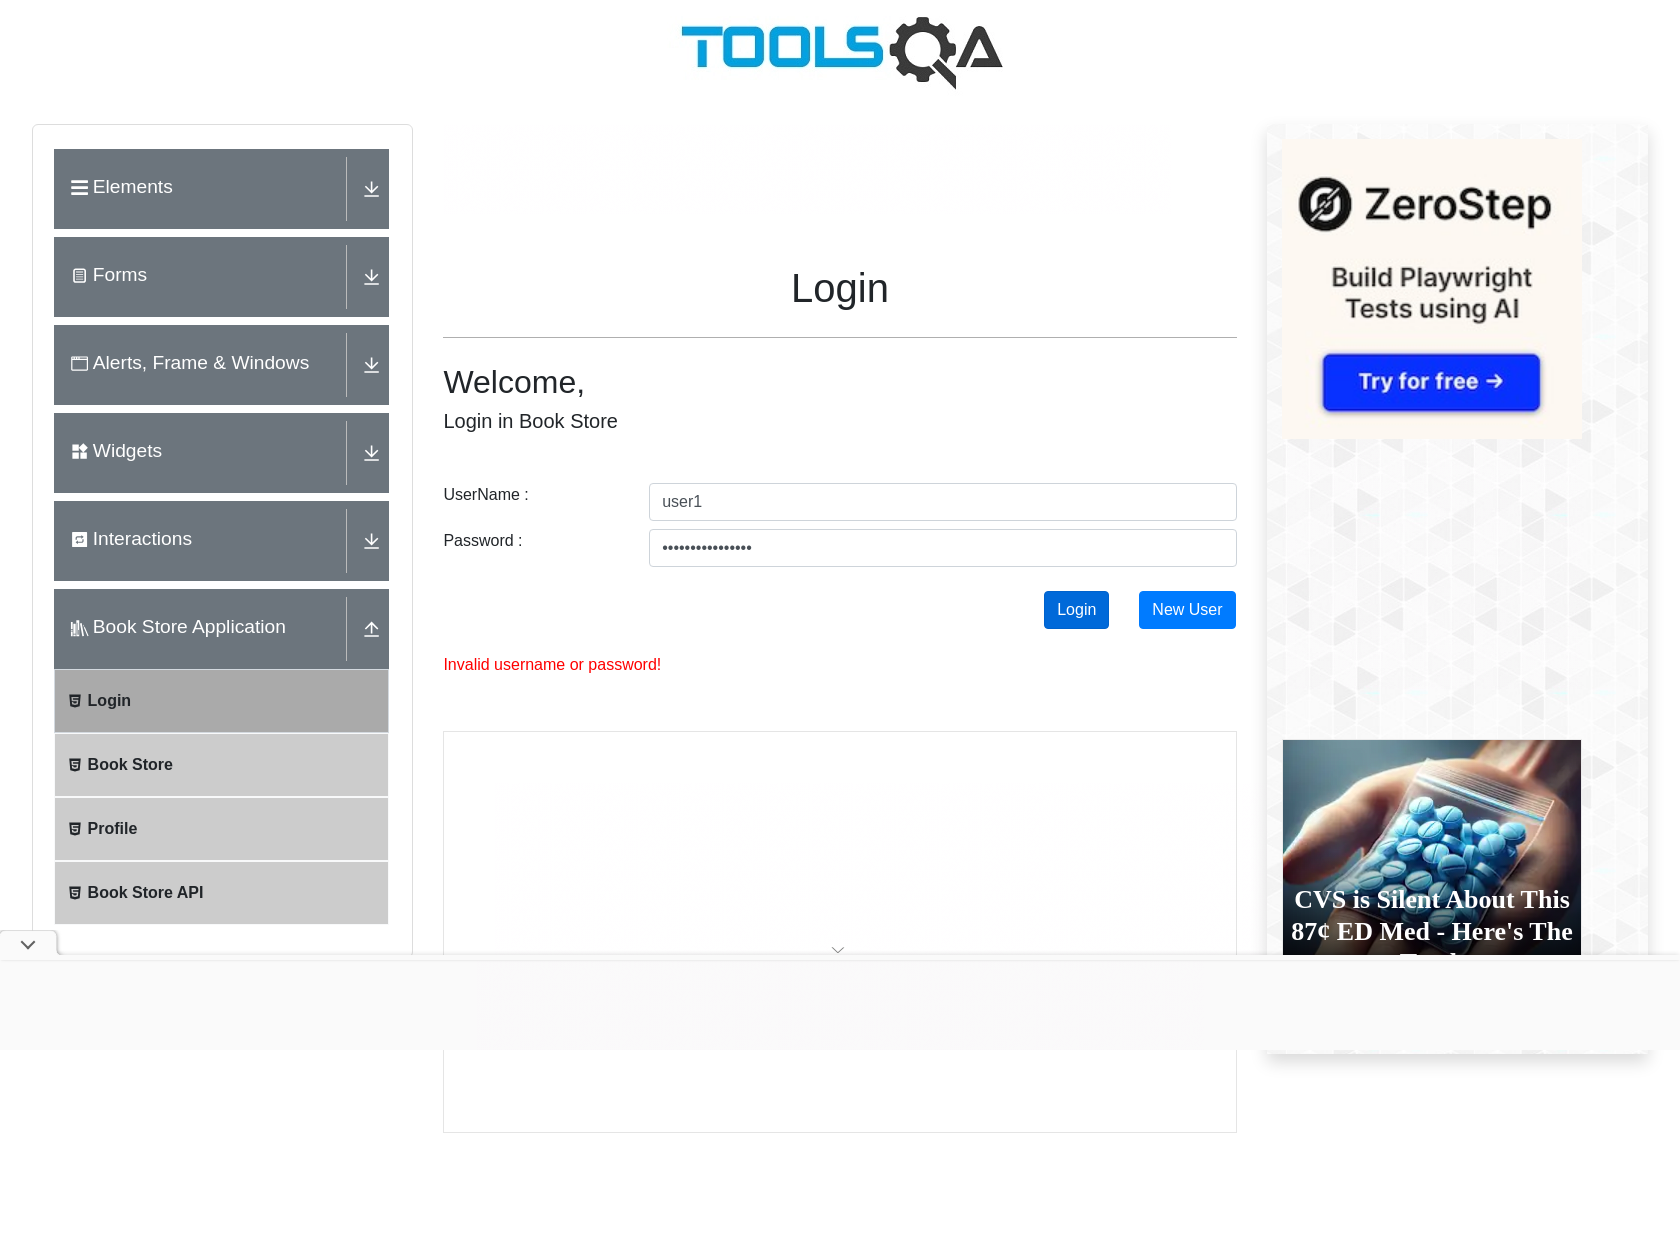 TOOLSQA
Elements
Forms
Alerts, Frame & Windows
Widgets
Interactions
Book Store Application
Login
Book Store
Profile
Book Store API
Login
Welcome,
Login in Book Store
UserName :
user1
Password :
••••••••••••••••
Login
New User
Invalid username or password!
ZeroStep
Build Playwright
Tests using AI
Try for free →
CVS is Silent About This
87¢ ED Med - Here's The